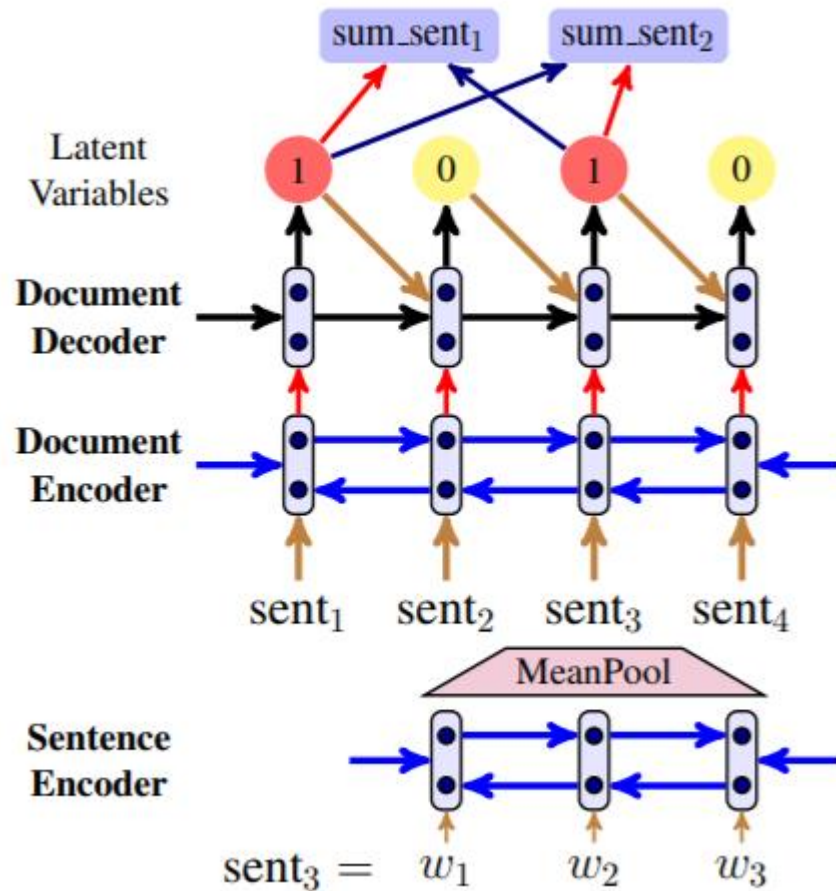 sum_sent₁ sum_sent₂
Latent
Variables
1 0 1 0
Document
Decoder
Document
Encoder
sent₁ sent₂ sent₃ sent₄
MeanPool
Sentence
Encoder
sent₃ = w₁ w₂ w₃